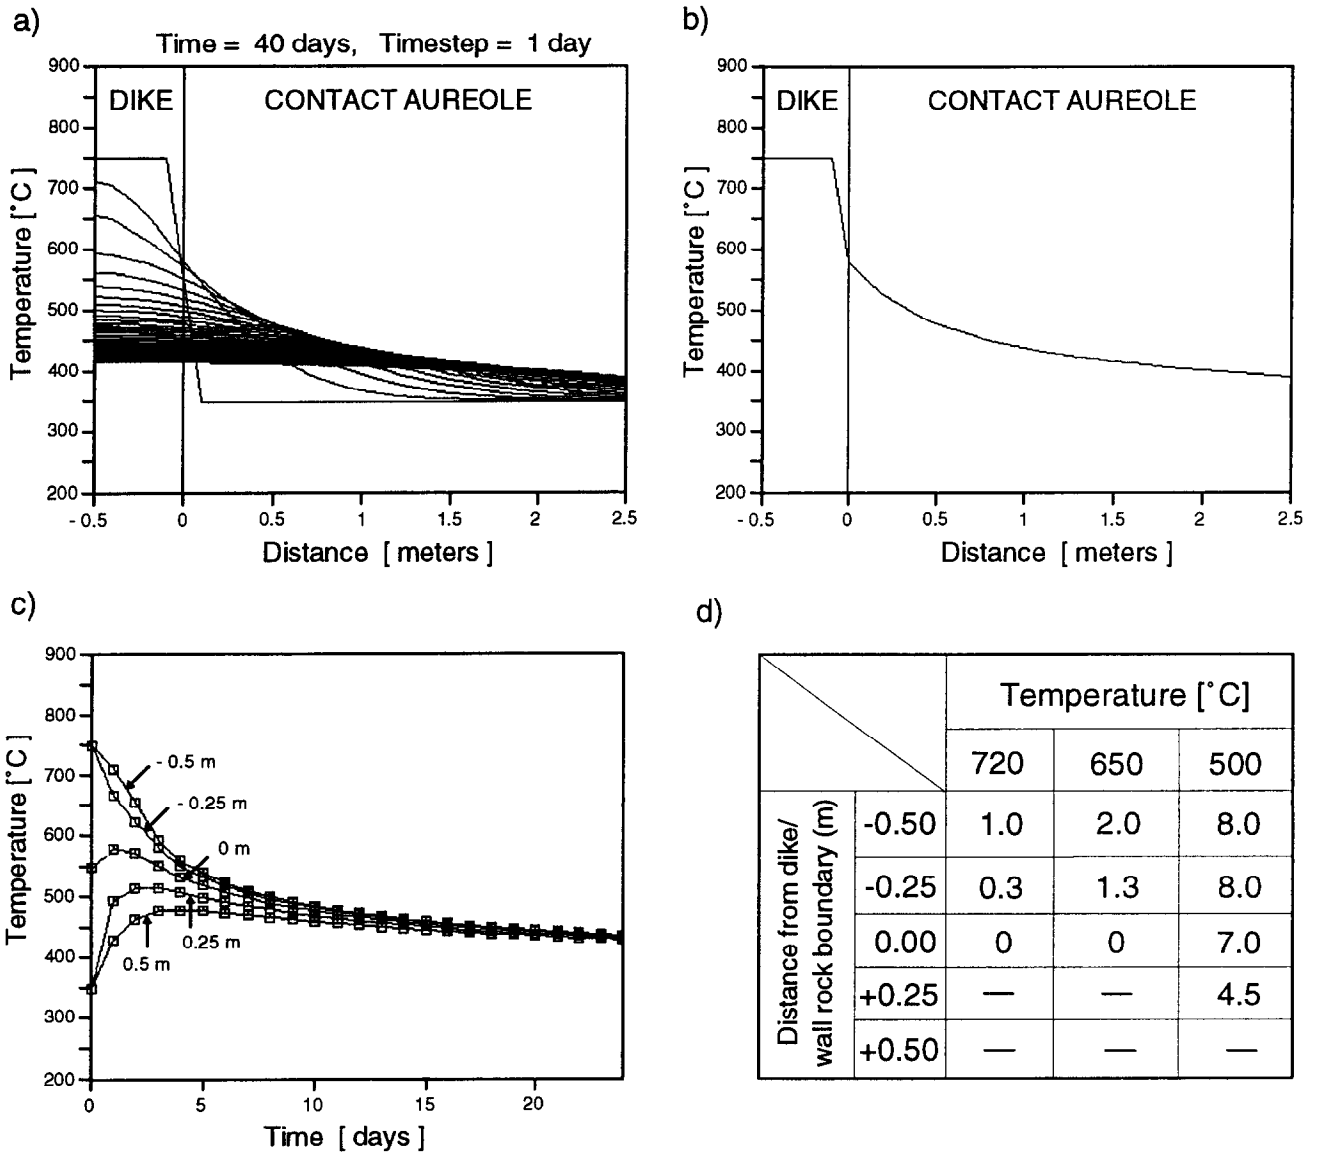 a)
Time = 40 days, Timestep = 1 day
900
800
700
600
500
400
300
200
Temperature [˚C]
DIKE
CONTACT AUREOLE
- 0.5
0
0.5
1
1.5
2
2.5
Distance [meters]
b)
900
800
700
600
500
400
300
200
Temperature [˚C]
DIKE
CONTACT AUREOLE
- 0.5
0
0.5
1
1.5
2
2.5
Distance [meters]
c)
900
800
700
600
500
400
300
200
Temperature [˚C]
- 0.5 m
- 0.25 m
0 m
0.25 m
0.5 m
0
5
10
15
20
Time [days]
d)
Temperature [˚C]
720 650 500
Distance from dike/
wall rock boundary (m)
-0.50 1.0 2.0 8.0
-0.25 0.3 1.3 8.0
0.00 0 0 7.0
+0.25 — — 4.5
+0.50 — — —